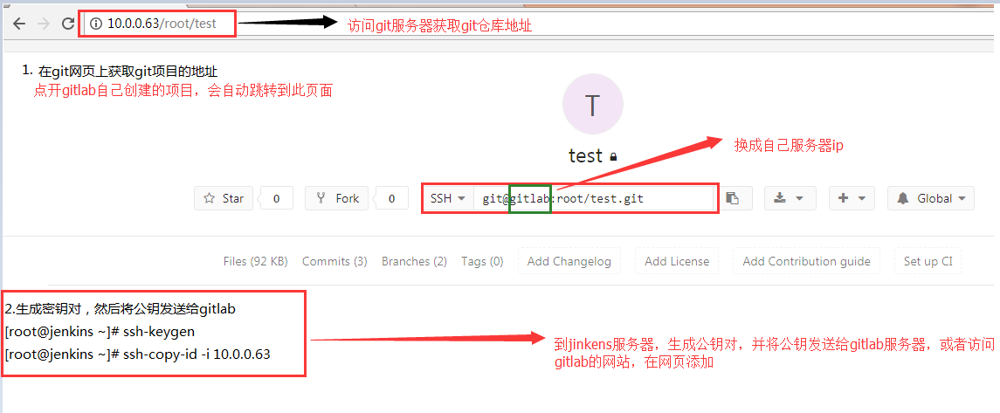 10.0.0.63/root/test
访问git服务器获取git仓库地址
1. 在git网页上获取git项目的地址
点开gitlab自己创建的项目，会自动跳转到此页面
T
test
换成自己服务器ip
Star 0 Fork 0 SSH git@gitlab:root/test.git Global
Files (92 KB) Commits (3) Branches (2) Tags (0) Add Changelog Add License Add Contribution guide Set up CI
2.生成密钥对，然后将公钥发送给gitlab
[root@jenkins ~]# ssh-keygen
[root@jenkins ~]# ssh-copy-id -i 10.0.0.63
到jinkens服务器，生成公钥对，并将公钥发送给gitlab服务器，或者访问
gitlab的网站，在网页添加